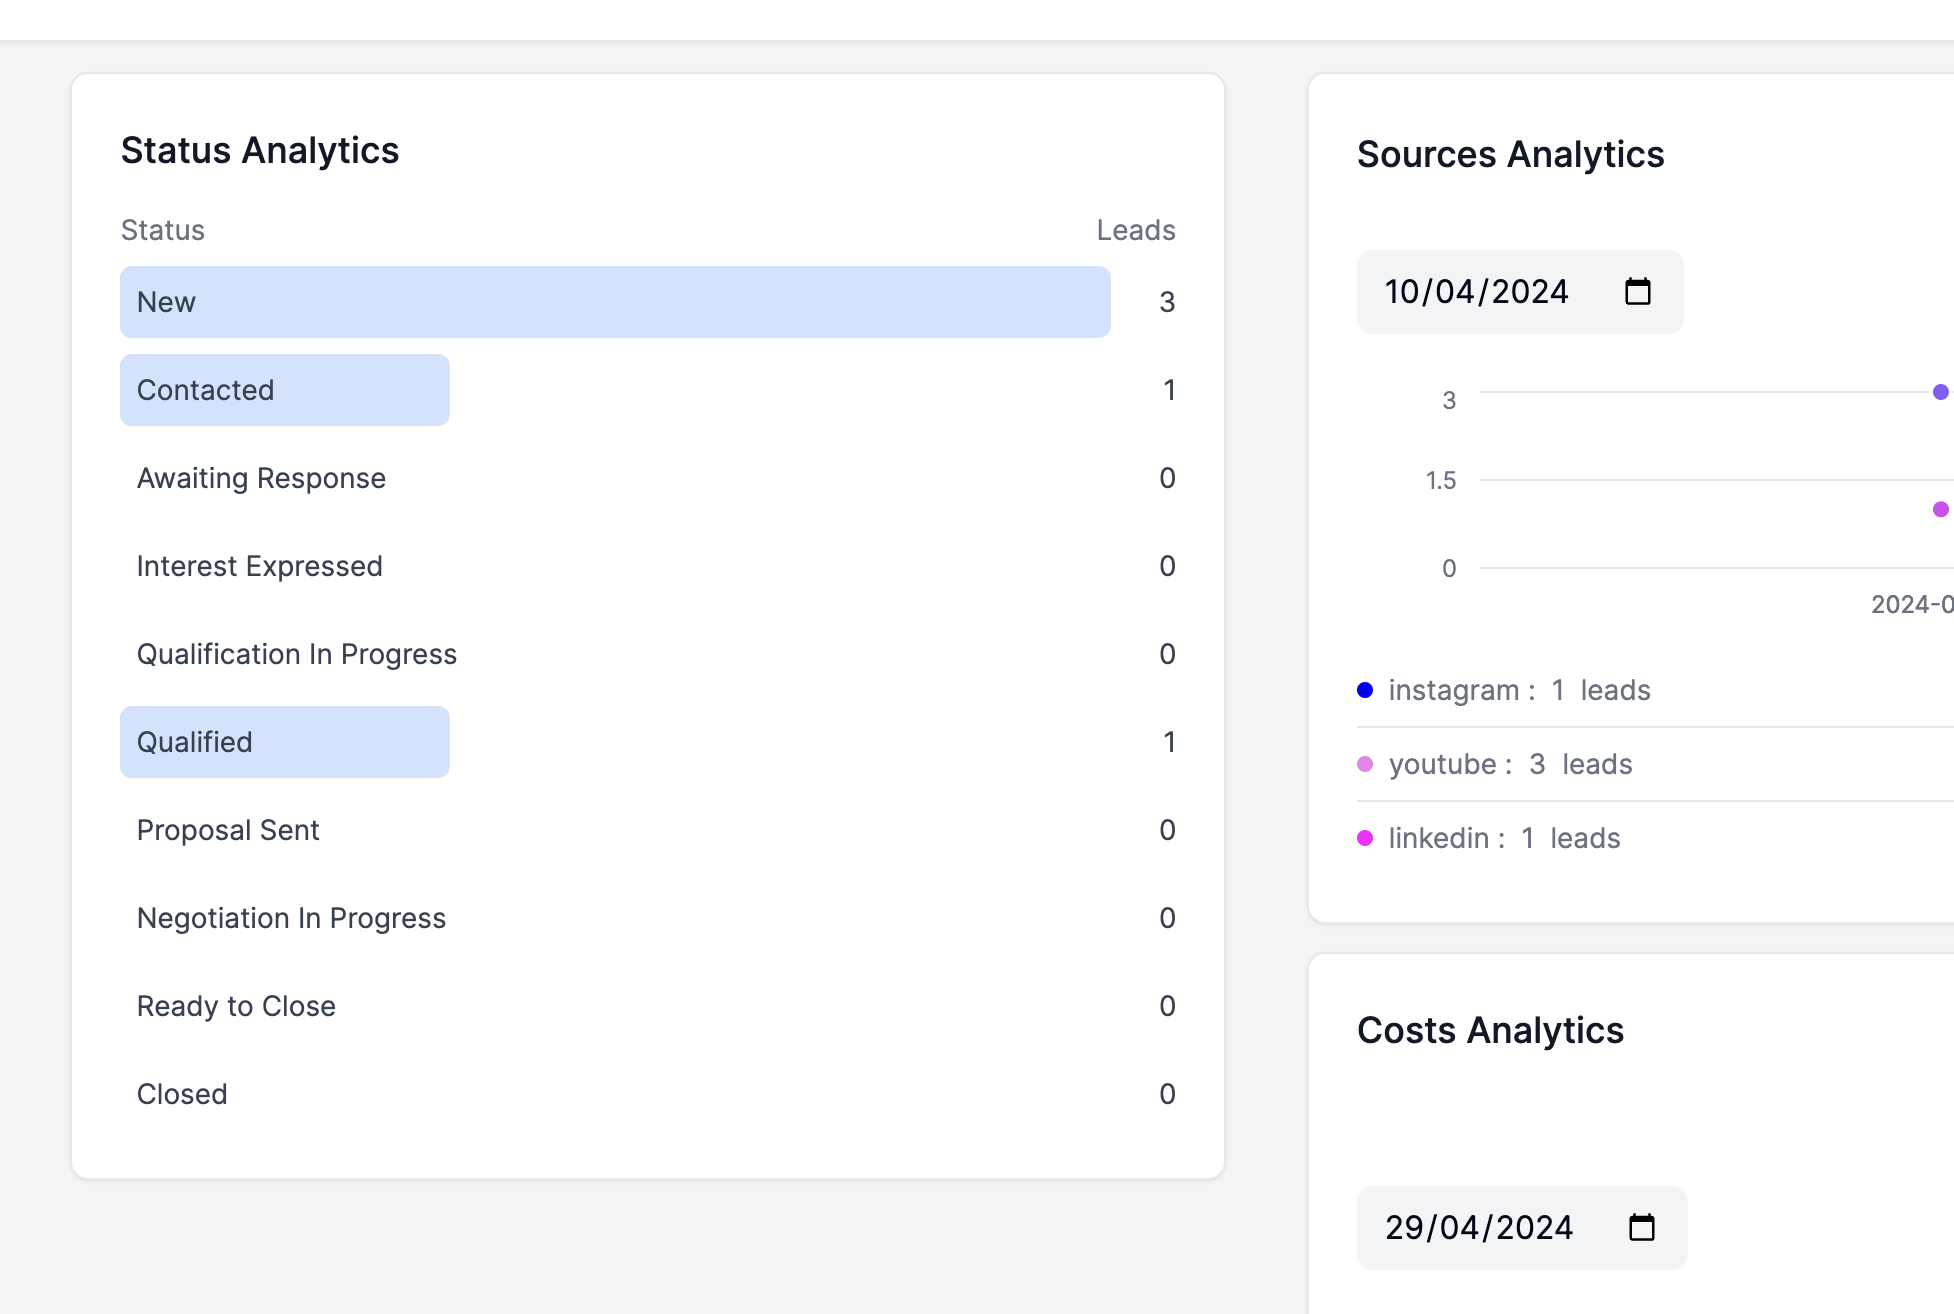 Status Analytics
Status Leads
New 3
Contacted 1
Awaiting Response 0
Interest Expressed 0
Qualification In Progress 0
Qualified 1
Proposal Sent 0
Negotiation In Progress 0
Ready to Close 0
Closed 0
Sources Analytics
10/04/2024
3
1.5
0
2024-0
instagram : 1 leads
youtube : 3 leads
linkedin : 1 leads
Costs Analytics
29/04/2024